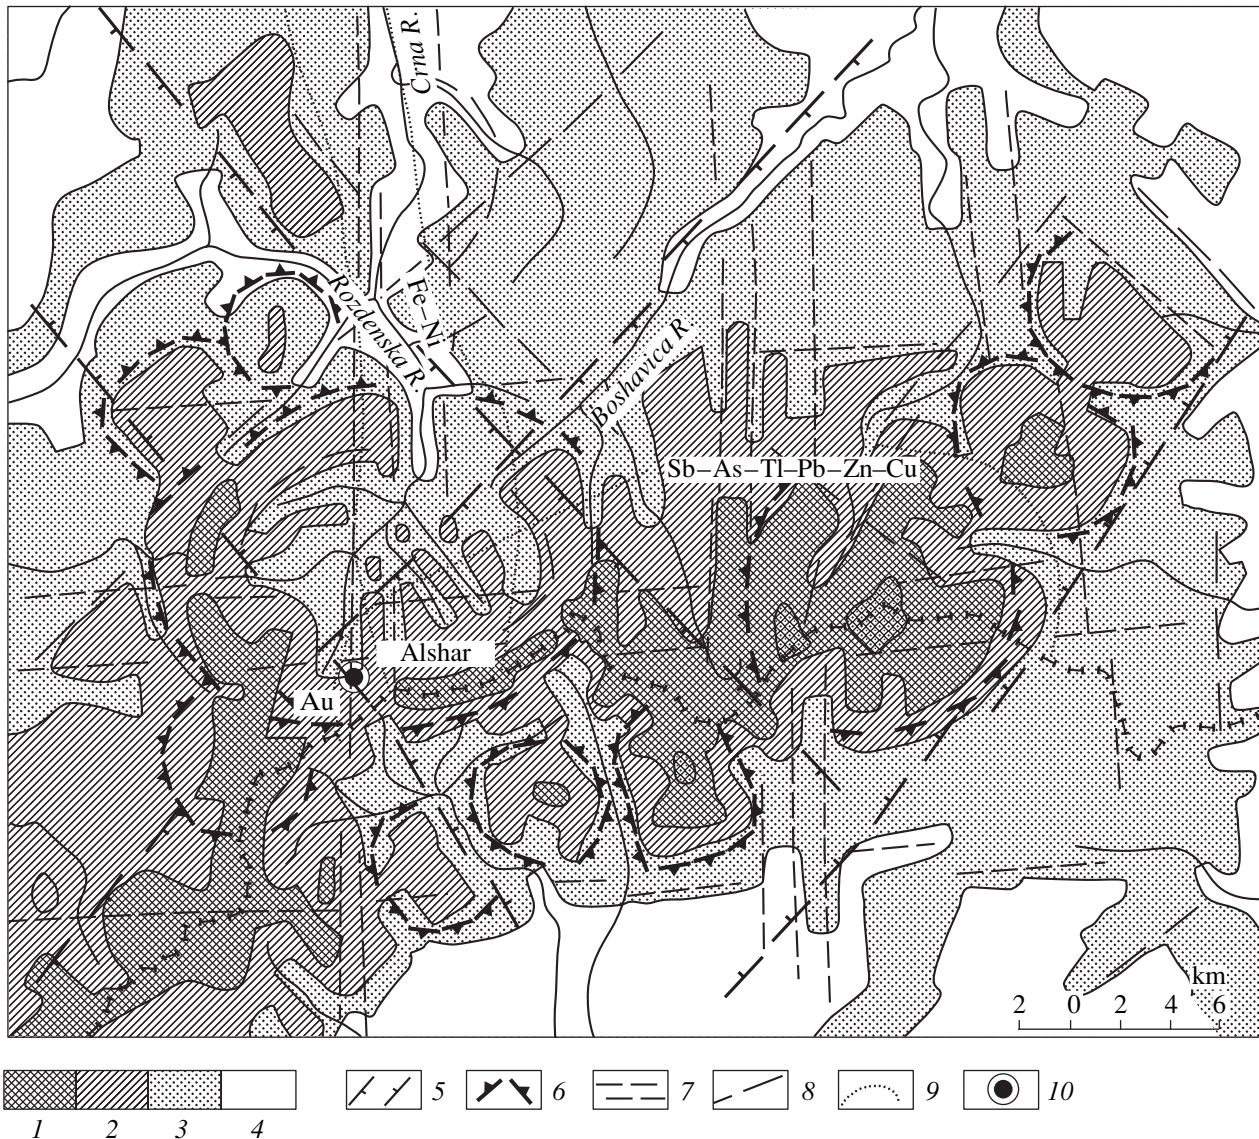 Crna R.
Rozdenska R
Fe–Ni
Boshavica R
Sb–As–Tl–Pb–Zn–Cu
Alshar
Au
km
2 0 2 4 6
1 2 3 4 5 6 7 8 9 10